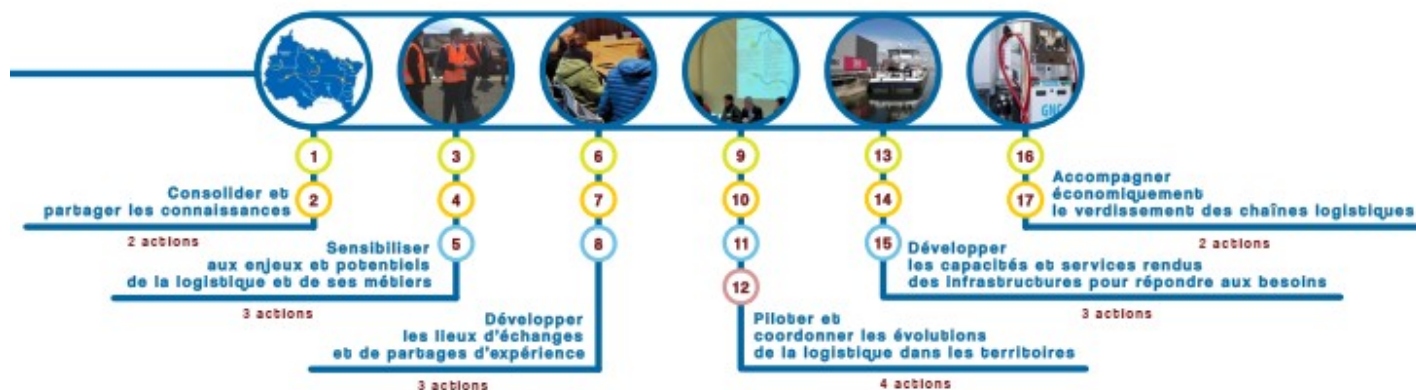 GNC
1
2
Consolider et
partager les connaissances
2 actions
3
4
5
Sensibiliser
aux enjeux et potentiels
de la logistique et de ses métiers
3 actions
6
7
8
Développer
les lieux d'échanges
et de partages d'expérience
3 actions
9
10
11
12
Piloter et
coordonner les évolutions
de la logistique dans les territoires
4 actions
13
14
15
Développer
les capacités et services rendus
des infrastructures pour répondre aux besoins
3 actions
16
17
Accompagner
économiquement
le verdissement des chaînes logistiques
2 actions